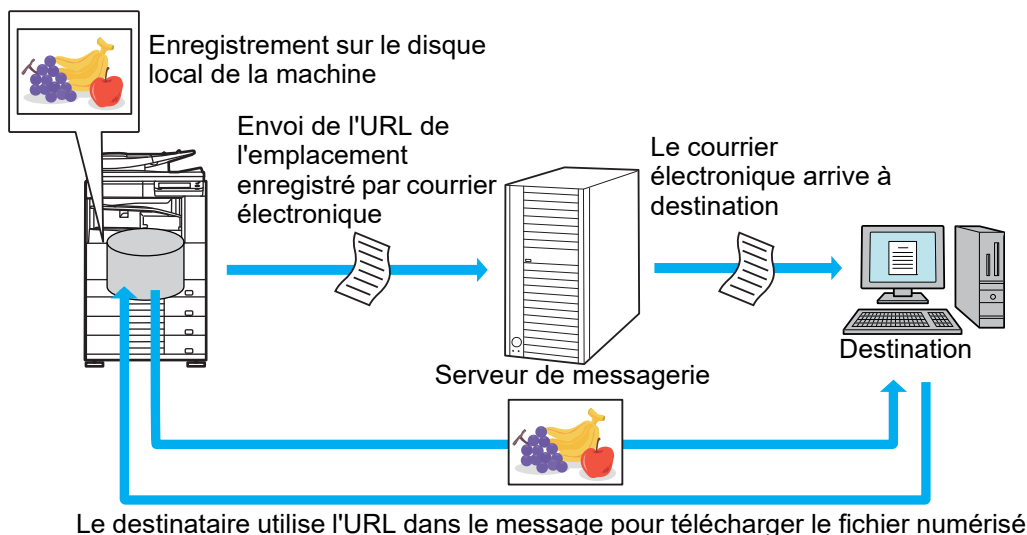 Enregistrement sur le disque
local de la machine
Envoi de l'URL de
l'emplacement
enregistré par courrier
électronique
Le courrier
électronique arrive à
destination
Destination
Serveur de messagerie
Le destinataire utilise l'URL dans le message pour télécharger le fichier numérisé